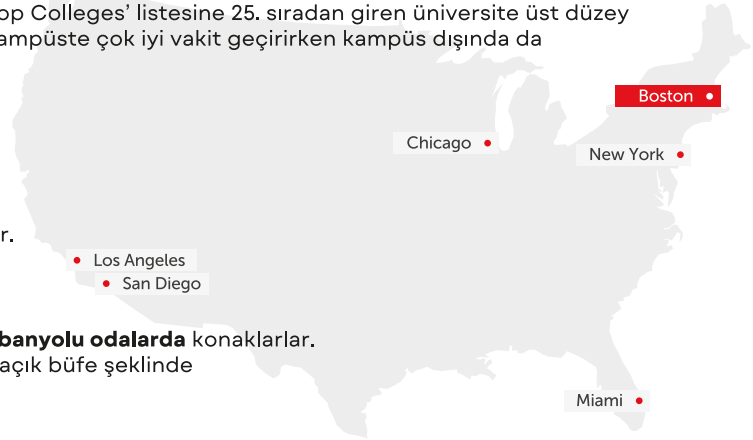 op Colleges’ listesine 25. sıradan giren üniversite üst düzey
ampüste çok iyi vakit geçirirken kampüs dışında da
Boston
Chicago
New York
r.
Los Angeles
San Diego
banyolu odalarda konaklarlar.
açık büfe şeklinde
Miami